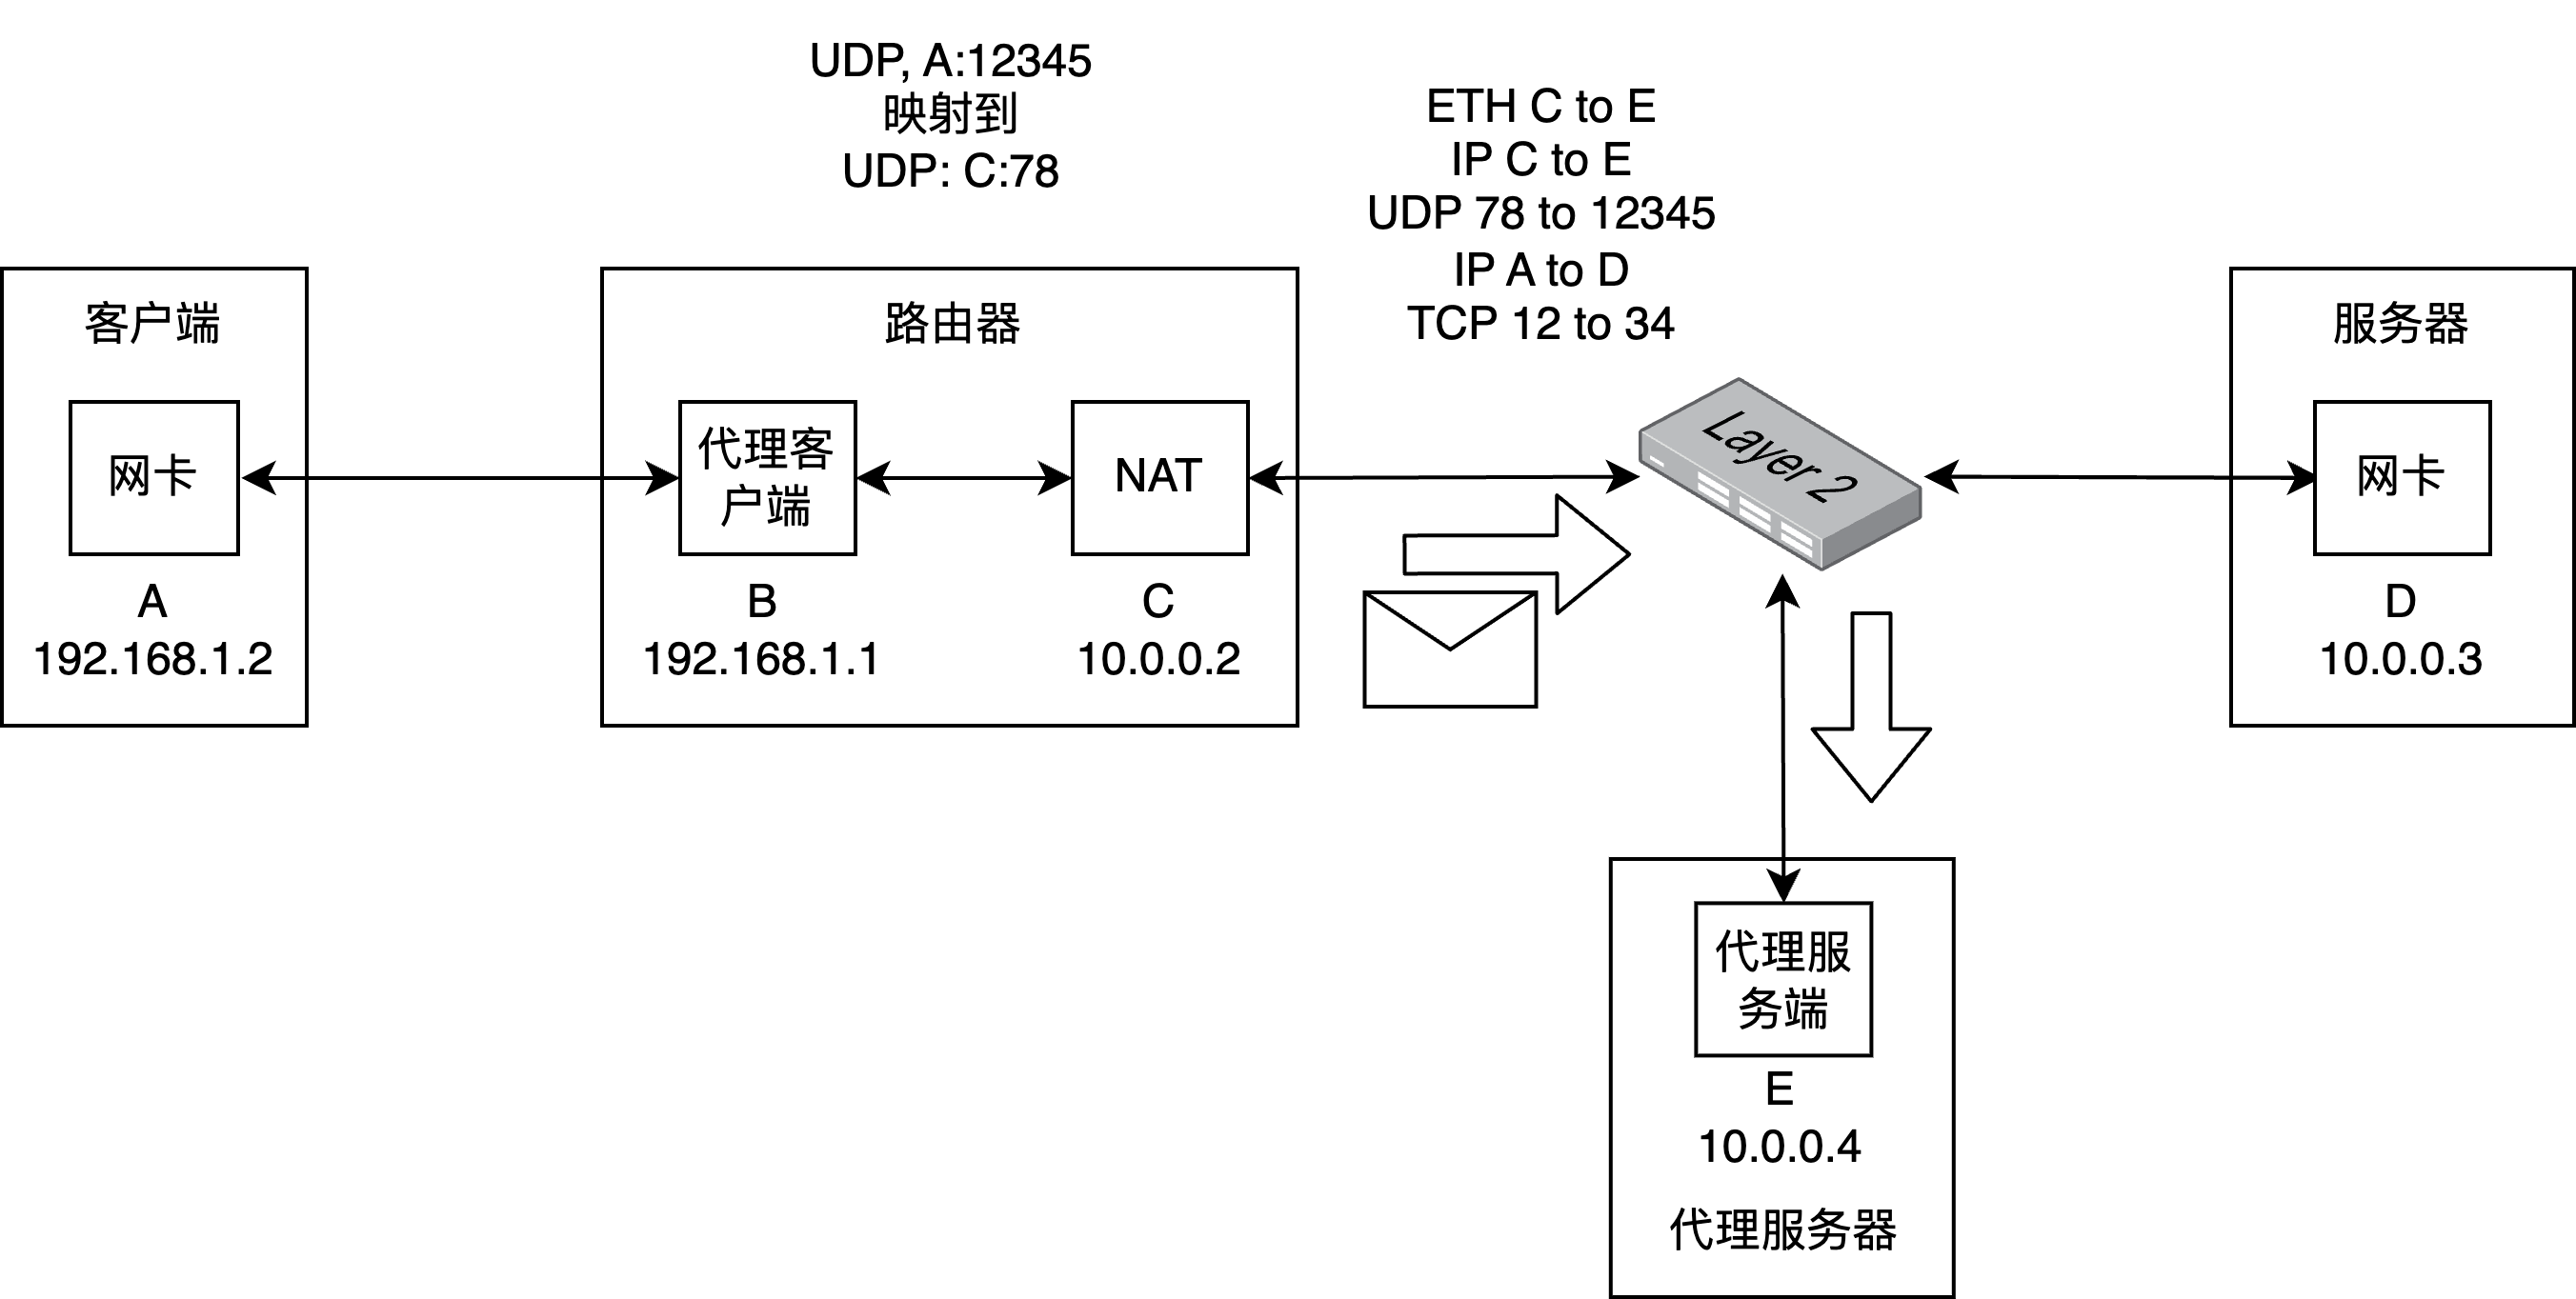 UDP, A:12345
映射到
UDP: C:78
ETH C to E
IP C to E
UDP 78 to 12345
IP A to D
TCP 12 to 34
客户端
网卡
A
192.168.1.2
路由器
代理客
户端
B
192.168.1.1
NAT
C
10.0.0.2
Layer 2
服务器
网卡
D
10.0.0.3
代理服
务端
E
10.0.0.4
代理服务器